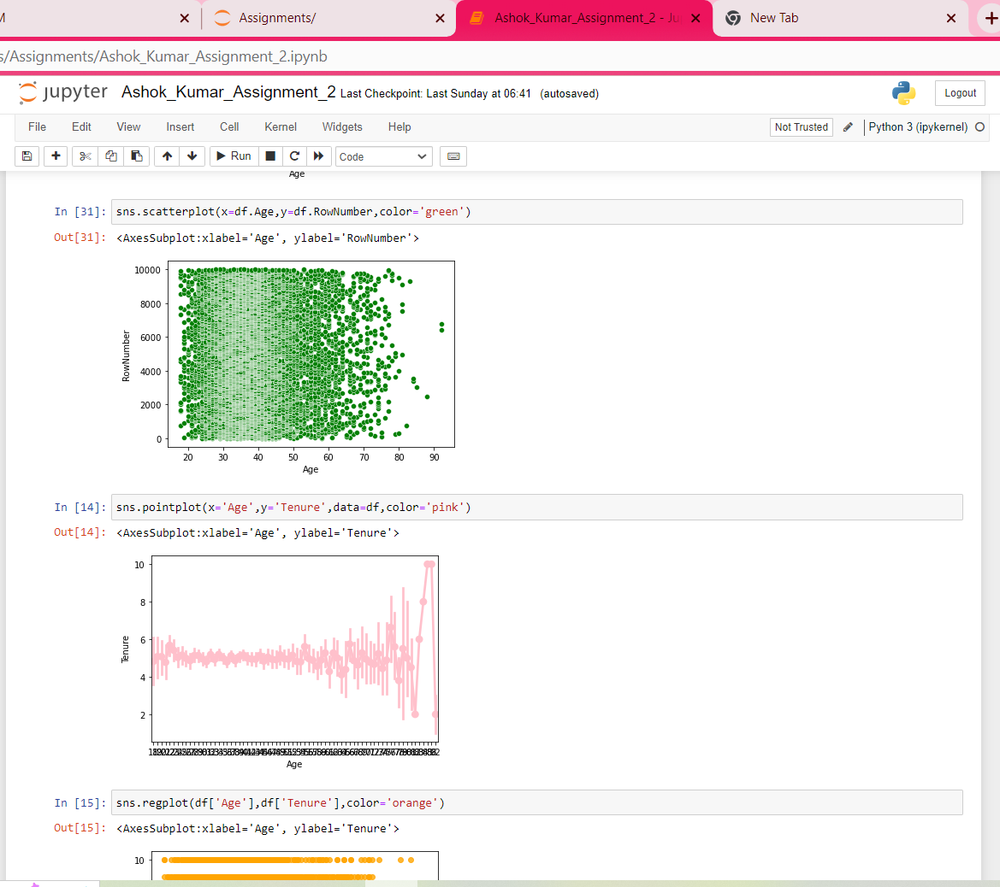 M
Assignments/
Ashok_Kumar_Assignment_2 - Ju
New Tab
s/Assignments/Ashok_Kumar_Assignment_2.ipynb
jupyter Ashok_Kumar_Assignment_2 Last Checkpoint: Last Sunday at 06:41 (autosaved)
Logout
File Edit View Insert Cell Kernel Widgets Help
Not Trusted
Python 3 (ipykernel)
Run
Code
Age
In [31]: sns.scatterplot(x=df.Age,y=df.RowNumber,color='green')
Out[31]: <AxesSubplot:xlabel='Age', ylabel='RowNumber'>
10000
8000
6000
4000
2000
0
RowNumber
20 30 40 50 60 70 80 90
Age
In [14]: sns.pointplot(x='Age',y='Tenure',data=df,color='pink')
Out[14]: <AxesSubplot:xlabel='Age', ylabel='Tenure'>
10
8
6
4
2
Tenure
Age
In [15]: sns.regplot(df['Age'],df['Tenure'],color='orange')
Out[15]: <AxesSubplot:xlabel='Age', ylabel='Tenure'>
10